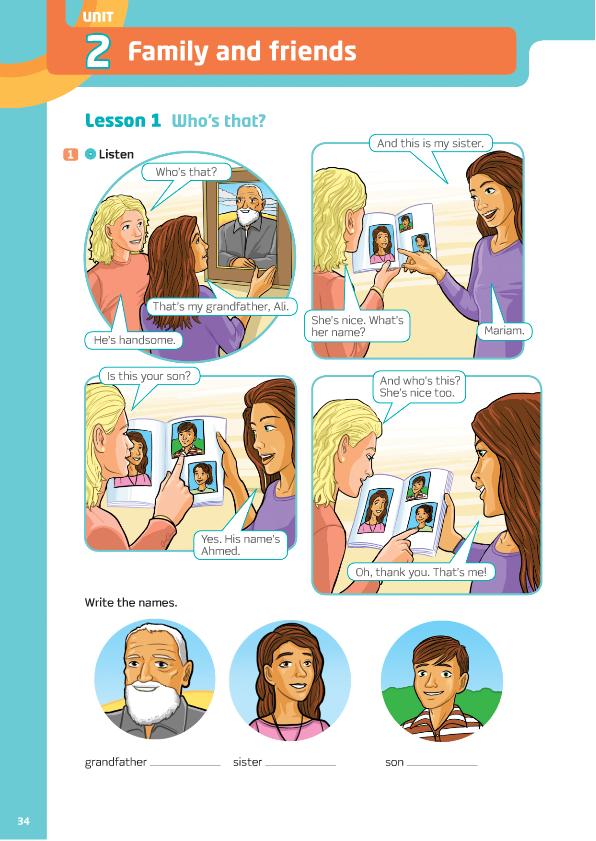 UNIT
2 Family and friends
Lesson 1 Who's that?
1 Listen
Who's that?
That's my grandfather, Ali.
He's handsome.
And this is my sister.
She's nice. What's
her name?
Mariam.
Is this your son?
Yes. His name's
Ahmed.
And who's this?
She's nice too.
Oh, thank you. That's me!
Write the names.
grandfather ____________
sister ____________
son ____________
34